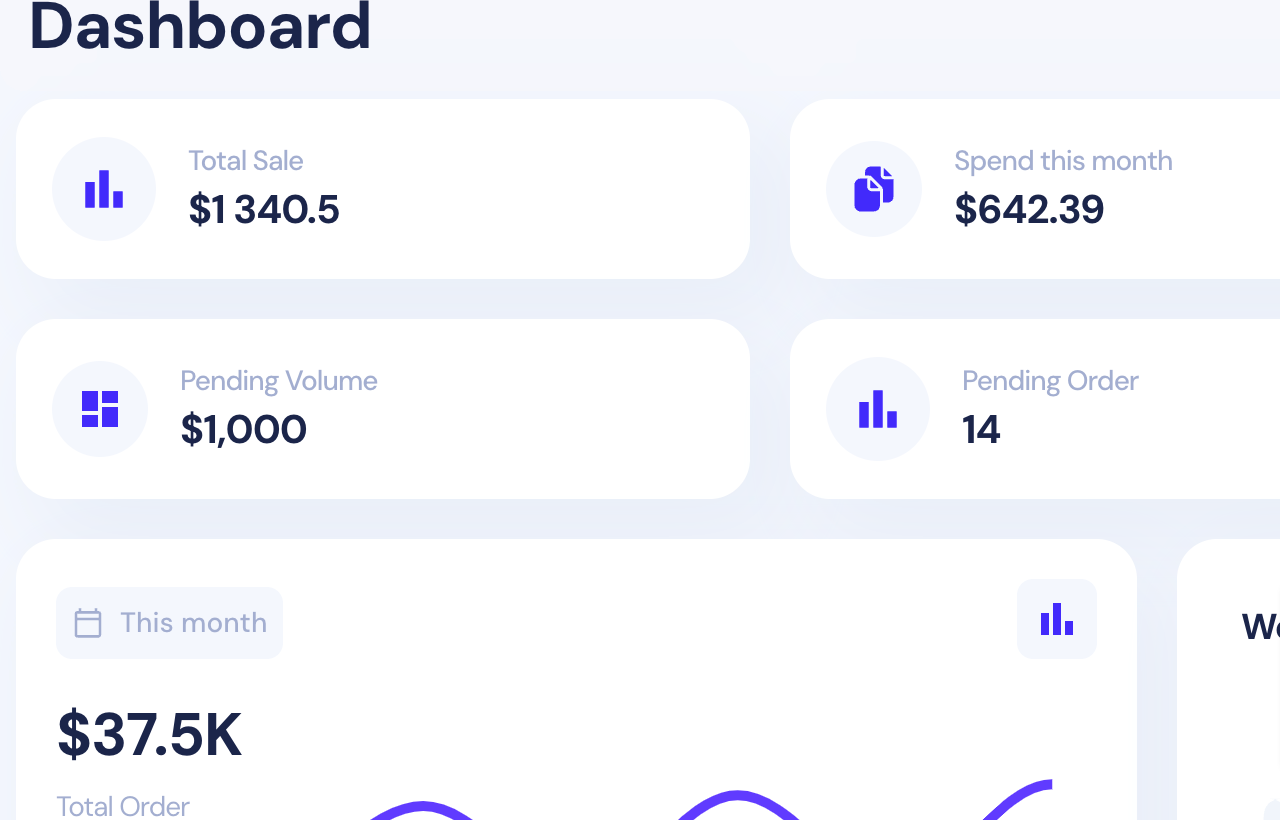 Dashboard
Total Sale
$1 340.5
Spend this month
$642.39
Pending Volume
$1,000
Pending Order
14
This month
$37.5K
Total Order